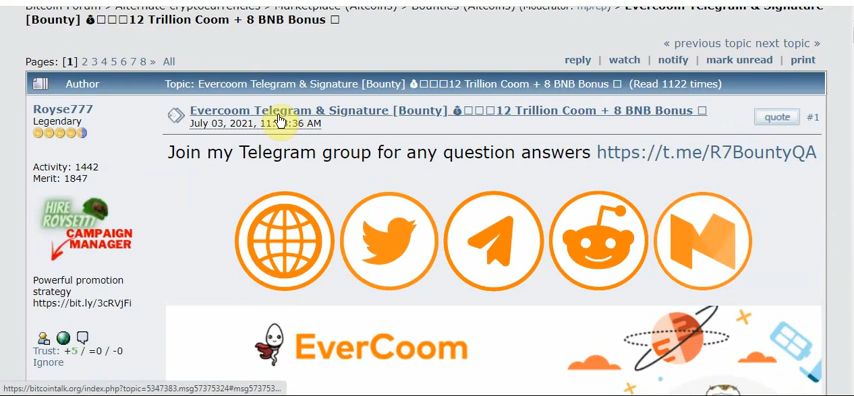 Bitcoin Forum > Alternate cryptocurrencies > Marketplace (Altcoins) > Bounties (Altcoins) (Moderator: mprep) > Evercoom Telegram & Signature
[Bounty] 💰□□□12 Trillion Coom + 8 BNB Bonus □
« previous topic next topic »
Pages: [1] 2 3 4 5 6 7 8 » All
reply | watch | notify | mark unread | print
Author Topic: Evercoom Telegram & Signature [Bounty] 💰□□□12 Trillion Coom + 8 BNB Bonus □ (Read 1122 times)
Royse777
Legendary
Evercoom Telegram & Signature [Bounty] 💰□□□12 Trillion Coom + 8 BNB Bonus □
July 03, 2021, 11: :36 AM
quote #1
Activity: 1442
Merit: 1847
Join my Telegram group for any question answers https://t.me/R7BountyQA
HIRE
ROYSE777
CAMPAIGN
MANAGER
Powerful promotion
strategy
https://bit.ly/3cRVjFi
EverCoom
Trust: +5 / =0 / -0
Ignore
https://bitcointalk.org/index.php?topic=5347383.msg57375324#msg573753...